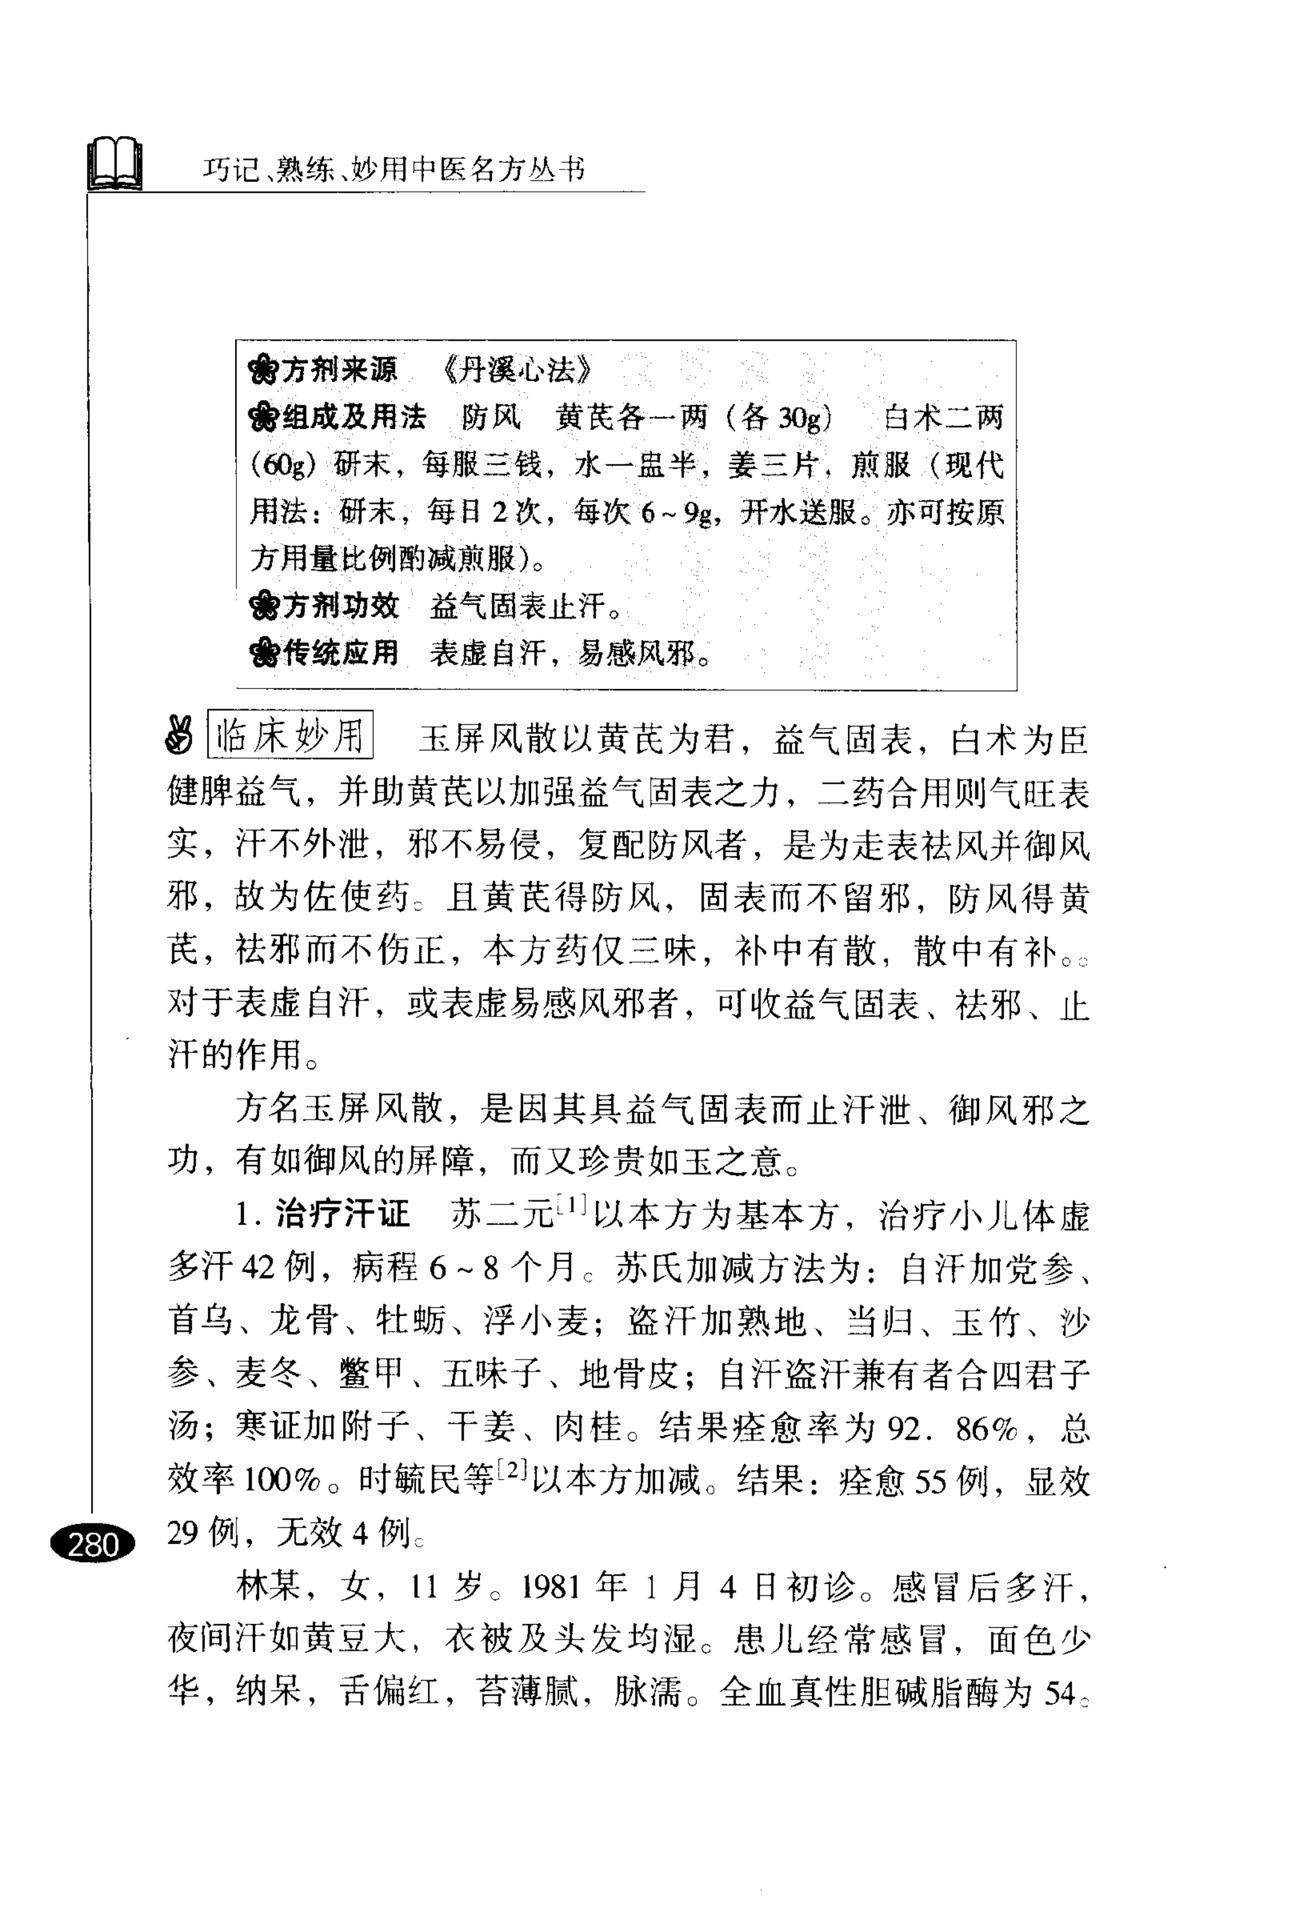 巧记、熟练、妙用中医名方丛书
方剂来源 《丹溪心法》
组成及用法 防风 黄芪各一两（各30g） 白术二两
（60g）研末，每服三钱，水一盅半，姜三片，煎服（现代
用法：研末，每日2次，每次6~9g，开水送服。亦可按原
方用量比例酌减煎服）。
方剂功效 益气固表止汗。
传统应用 表虚自汗，易感风邪。
临床妙用 玉屏风散以黄芪为君，益气固表，白术为臣
健脾益气，并助黄芪以加强益气固表之力，二药合用则气旺表
实，汗不外泄，邪不易侵，复配防风者，是为走表祛风并御风
邪，故为佐使药。且黄芪得防风，固表而不留邪，防风得黄
芪，祛邪而不伤正，本方药仅三味，补中有散，散中有补。。
对于表虚自汗，或表虚易感风邪者，可收益气固表、祛邪、止
汗的作用。
方名玉屏风散，是因其具益气固表而止汗泄、御风邪之
功，有如御风的屏障，而又珍贵如玉之意。
1. 治疗汗证 苏二元[1]以本方为基本方，治疗小儿体虚
多汗42例，病程6~8个月。苏氏加减方法为：自汗加党参、
首乌、龙骨、牡蛎、浮小麦；盗汗加熟地、当归、玉竹、沙
参、麦冬、鳖甲、五味子、地骨皮；自汗盗汗兼有者合四君子
汤；寒证加附子、干姜、肉桂。结果痊愈率为92．86%，总
效率100%。时毓民等[2]以本方加减。结果：痊愈55例，显效
29例，无效4例。
280
林某，女，11岁。1981年1月4日初诊。感冒后多汗，
夜间汗如黄豆大，衣被及头发均湿。患儿经常感冒，面色少
华，纳呆，舌偏红，苔薄腻，脉濡。全血真性胆碱脂酶为54。